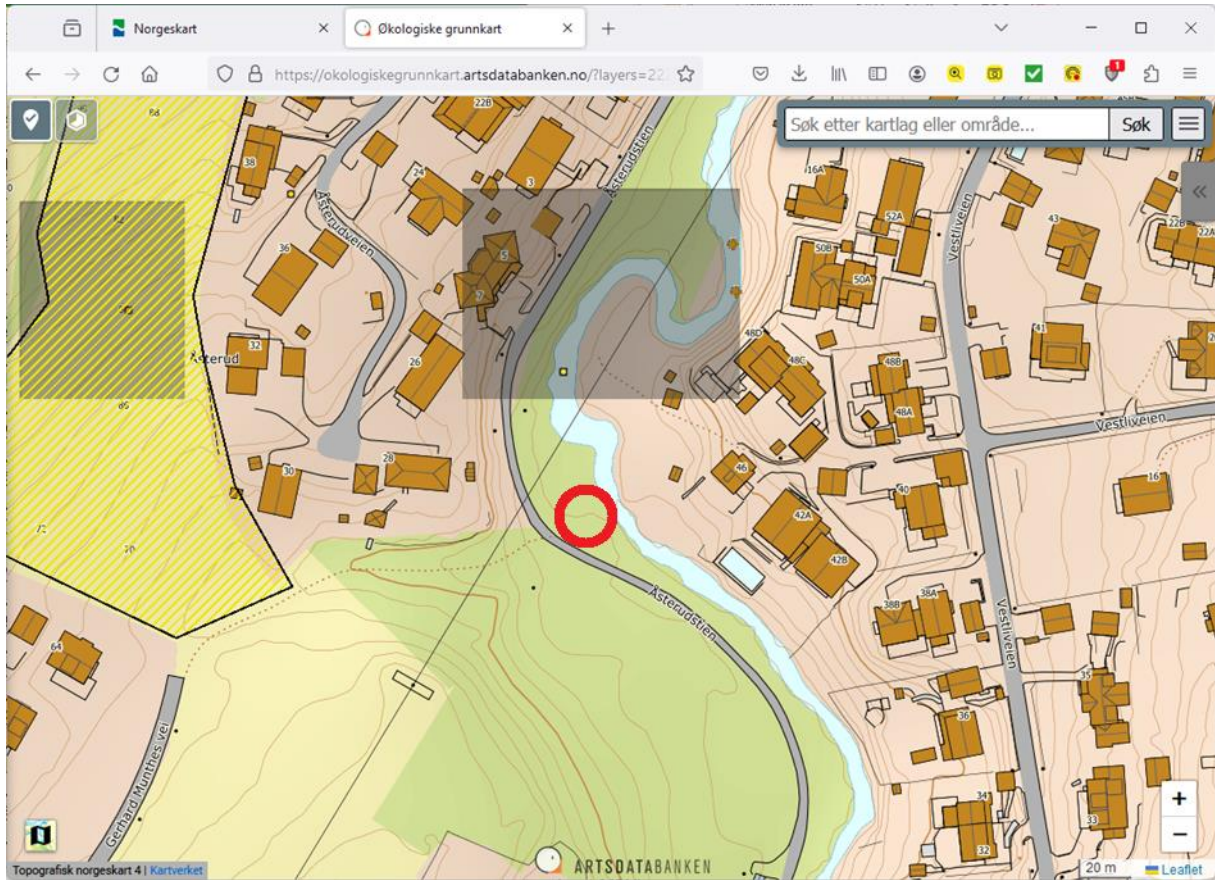 Norgeskart
Økologiske grunnkart
https://okologiskegrunnkart.artsdatabanken.no/?layers=22
1
Søk etter kartlag eller område...
Søk
22B
Åsterudstien
38
24
3
16A
52A
Vestliveien
43
22B
22A
Åsterudveien
36
5
50B
50A
7
41
Åsterud
32
26
48D
48C
48B
48A
Vestliveien
30
28
46
40
16
42A
42B
70
Åsterudstien
38B
38A
Vestliveien
64
35
36
Gerhard Munthes vei
34
33
32
+
−
ARTSDATABANKEN
20 m
Leaflet
Topografisk norgeskart 4 | Kartverket